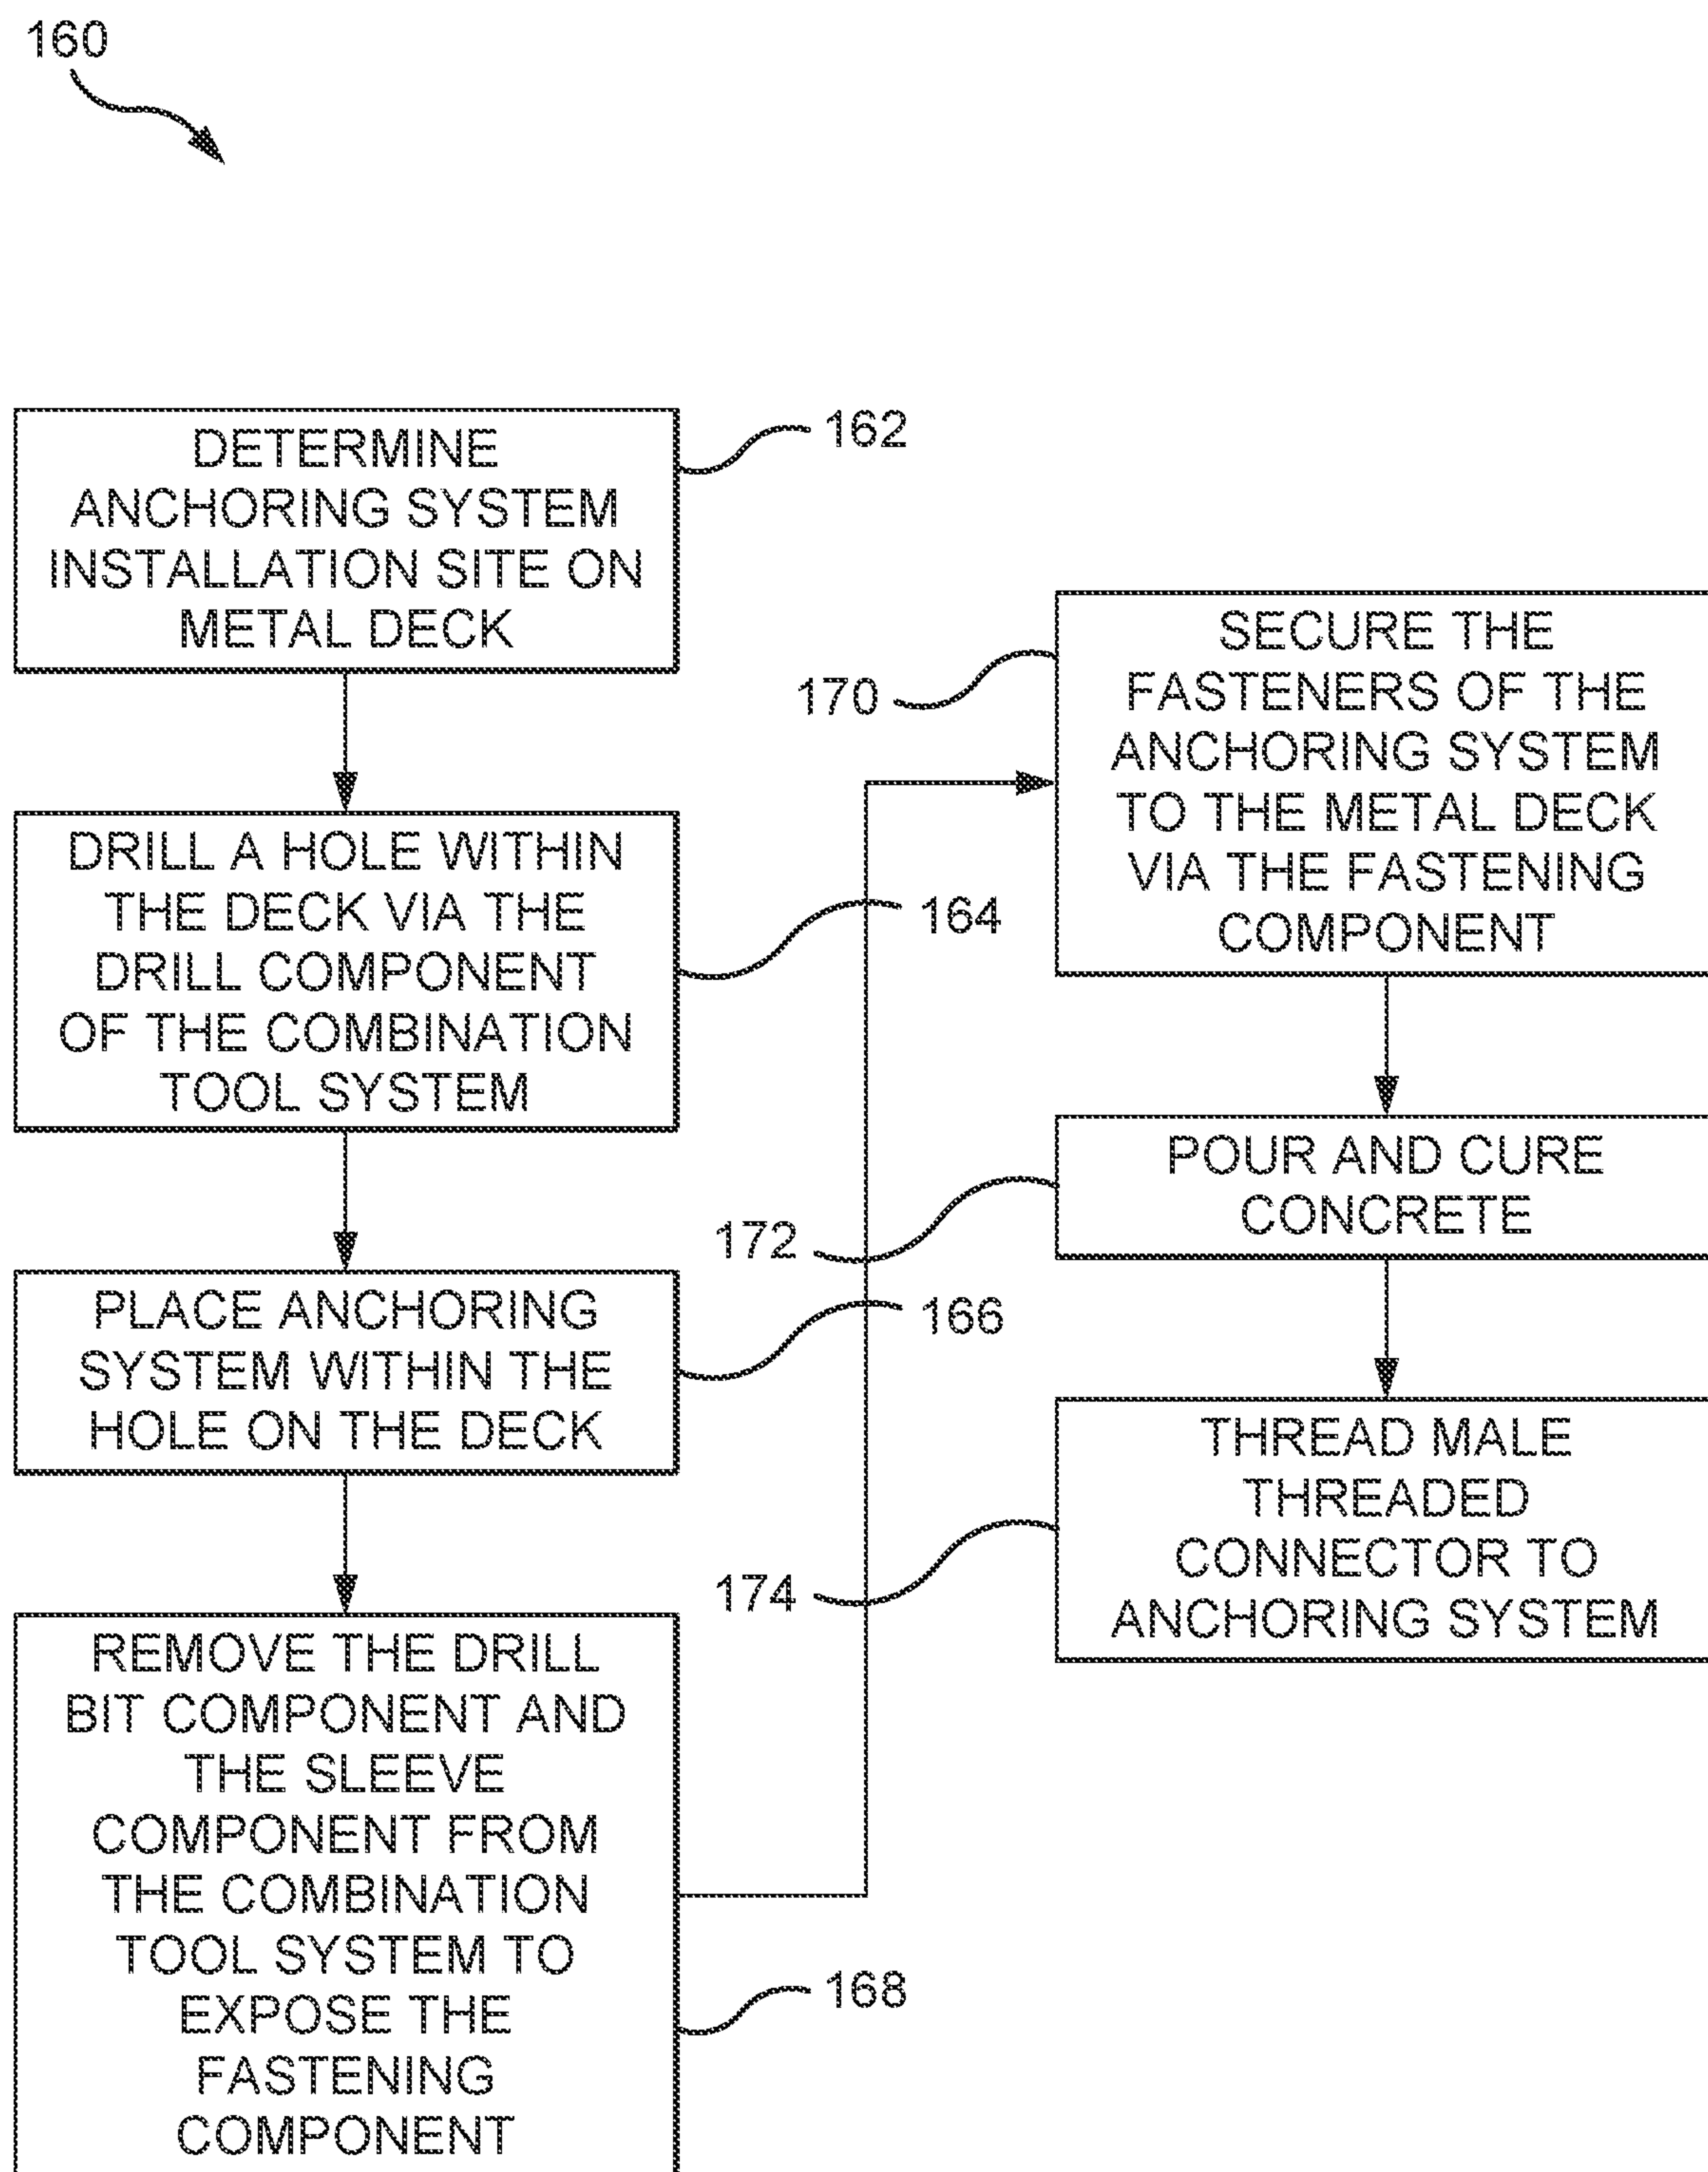 160
DETERMINE
ANCHORING SYSTEM
INSTALLATION SITE ON
METAL DECK
162
DRILL A HOLE WITHIN
THE DECK VIA THE
DRILL COMPONENT
OF THE COMBINATION
TOOL SYSTEM
164
PLACE ANCHORING
SYSTEM WITHIN THE
HOLE ON THE DECK
166
REMOVE THE DRILL
BIT COMPONENT AND
THE SLEEVE
COMPONENT FROM
THE COMBINATION
TOOL SYSTEM TO
EXPOSE THE
FASTENING
COMPONENT
168
170
SECURE THE
FASTENERS OF THE
ANCHORING SYSTEM
TO THE METAL DECK
VIA THE FASTENING
COMPONENT
172
POUR AND CURE
CONCRETE
174
THREAD MALE
THREADED
CONNECTOR TO
ANCHORING SYSTEM